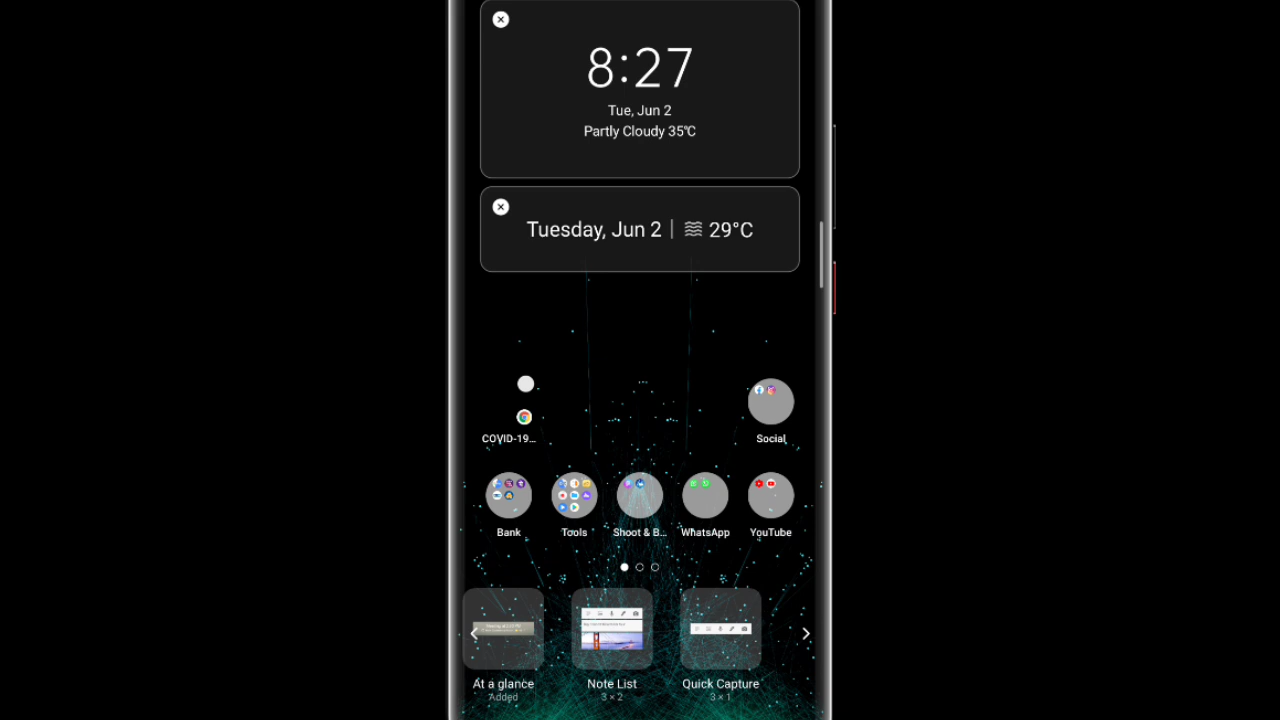 8:27
Tue, Jun 2
Partly Cloudy 35°C
Tuesday, Jun 2 | 29°C
COVID-19...
Social
Bank
Tools
Shoot & B...
WhatsApp
YouTube
At a glance
Added
Note List
3 × 2
Quick Capture
3 × 1